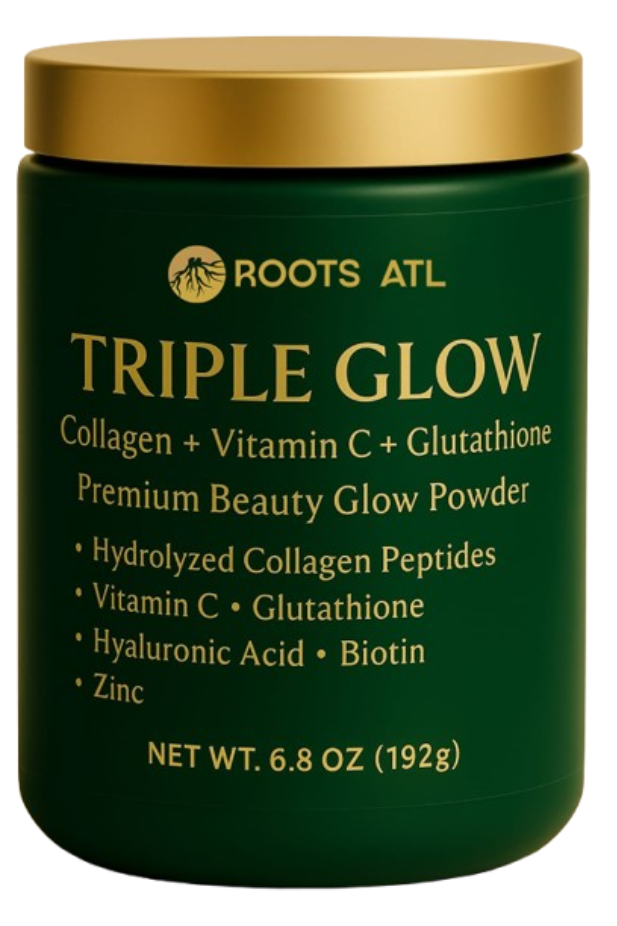 ROOTS ATL
TRIPLE GLOW
Collagen + Vitamin C + Glutathione
Premium Beauty Glow Powder
• Hydrolyzed Collagen Peptides
• Vitamin C • Glutathione
• Hyaluronic Acid • Biotin
• Zinc
NET WT. 6.8 OZ (192g)